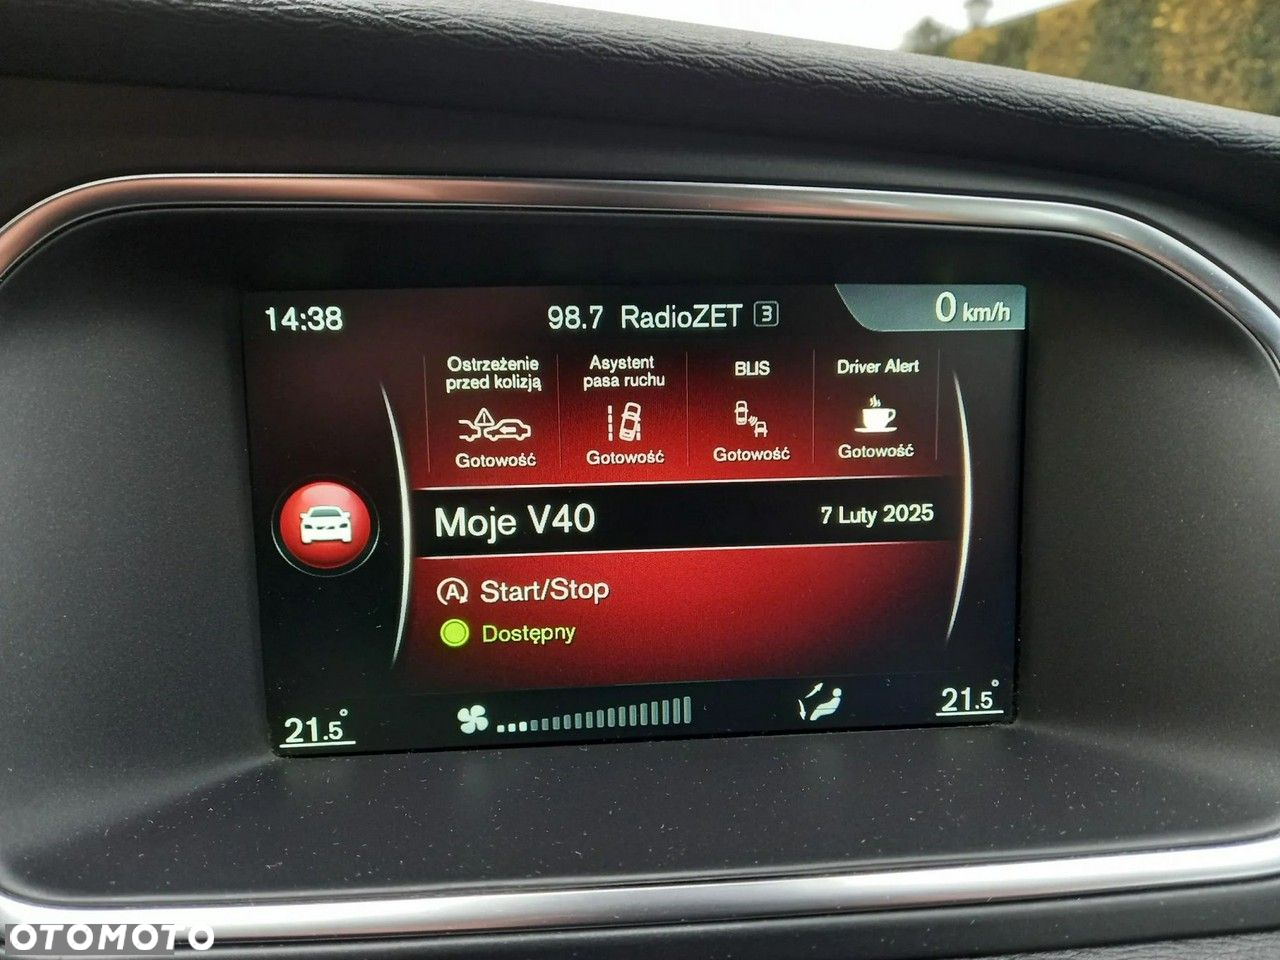 14:38
98.7 RadioZET 3
0 km/h
Ostrzeżenie
przed kolizją
Gotowość
Asystent
pasa ruchu
Gotowość
BLIS
Gotowość
Driver Alert
Gotowość
Moje V40
7 Luty 2025
A Start/Stop
Dostępny
21.5°
21.5°
OTOMOTO